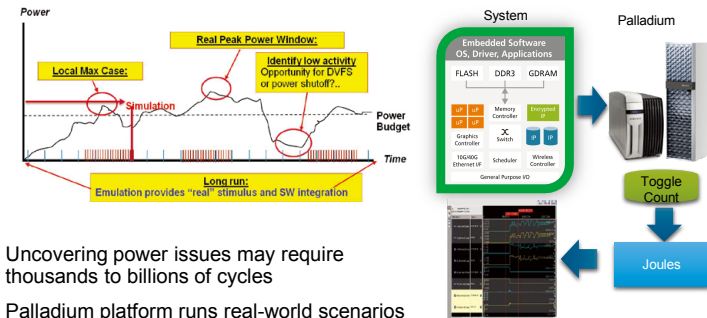 Power
Real Peak Power Window:
Local Max Case:
Identify low activity
Opportunity for DVFS
or power shutoff?..
Simulation
Power
Budget
Time
Long run:
Emulation provides "real" stimulus and SW integration
Uncovering power issues may require
thousands to billions of cycles
Palladium platform runs real-world scenarios
System
Palladium
Embedded Software
OS, Driver, Applications
FLASH DDR3 GDRAM
uP uP
uP uP
Memory
Controller
Encrypted
IP
Graphics
Controller
Switch
IP IP
10G/40G
Ethernet I/F
Scheduler
Wireless
Controller
General Purpose I/O
Toggle
Count
Joules